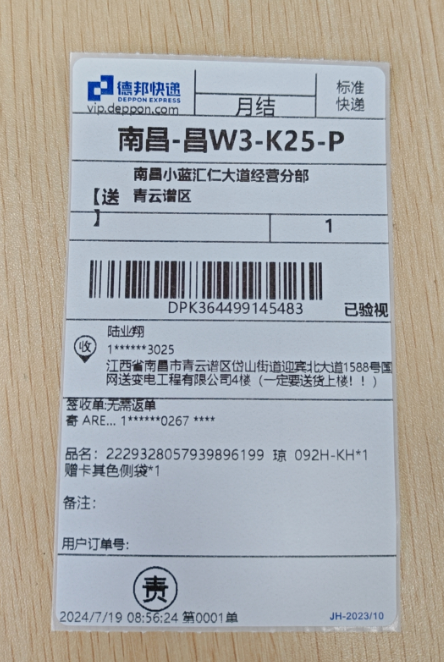 德邦快递
DEPPON EXPRESS
vip.deppon.com
月结
标准
快递
南昌-昌W3-K25-P
南昌小蓝汇仁大道经营分部
【送 青云谱区
】
1
DPK364499145483
已验视
收
陆业翔
1******3025
江西省南昌市青云谱区岱山街道迎宾北大道1588号国
网送变电工程有限公司4楼（一定要送货上楼！！）
签收单:无需返单
寄 ARE... 1******0267 ****
品名：2229328057939896199 琼 092H-KH*1
赠卡其色侧袋*1
备注：
用户订单号：
责
2024/7/19 08:56:24 第0001单
JH-2023/10